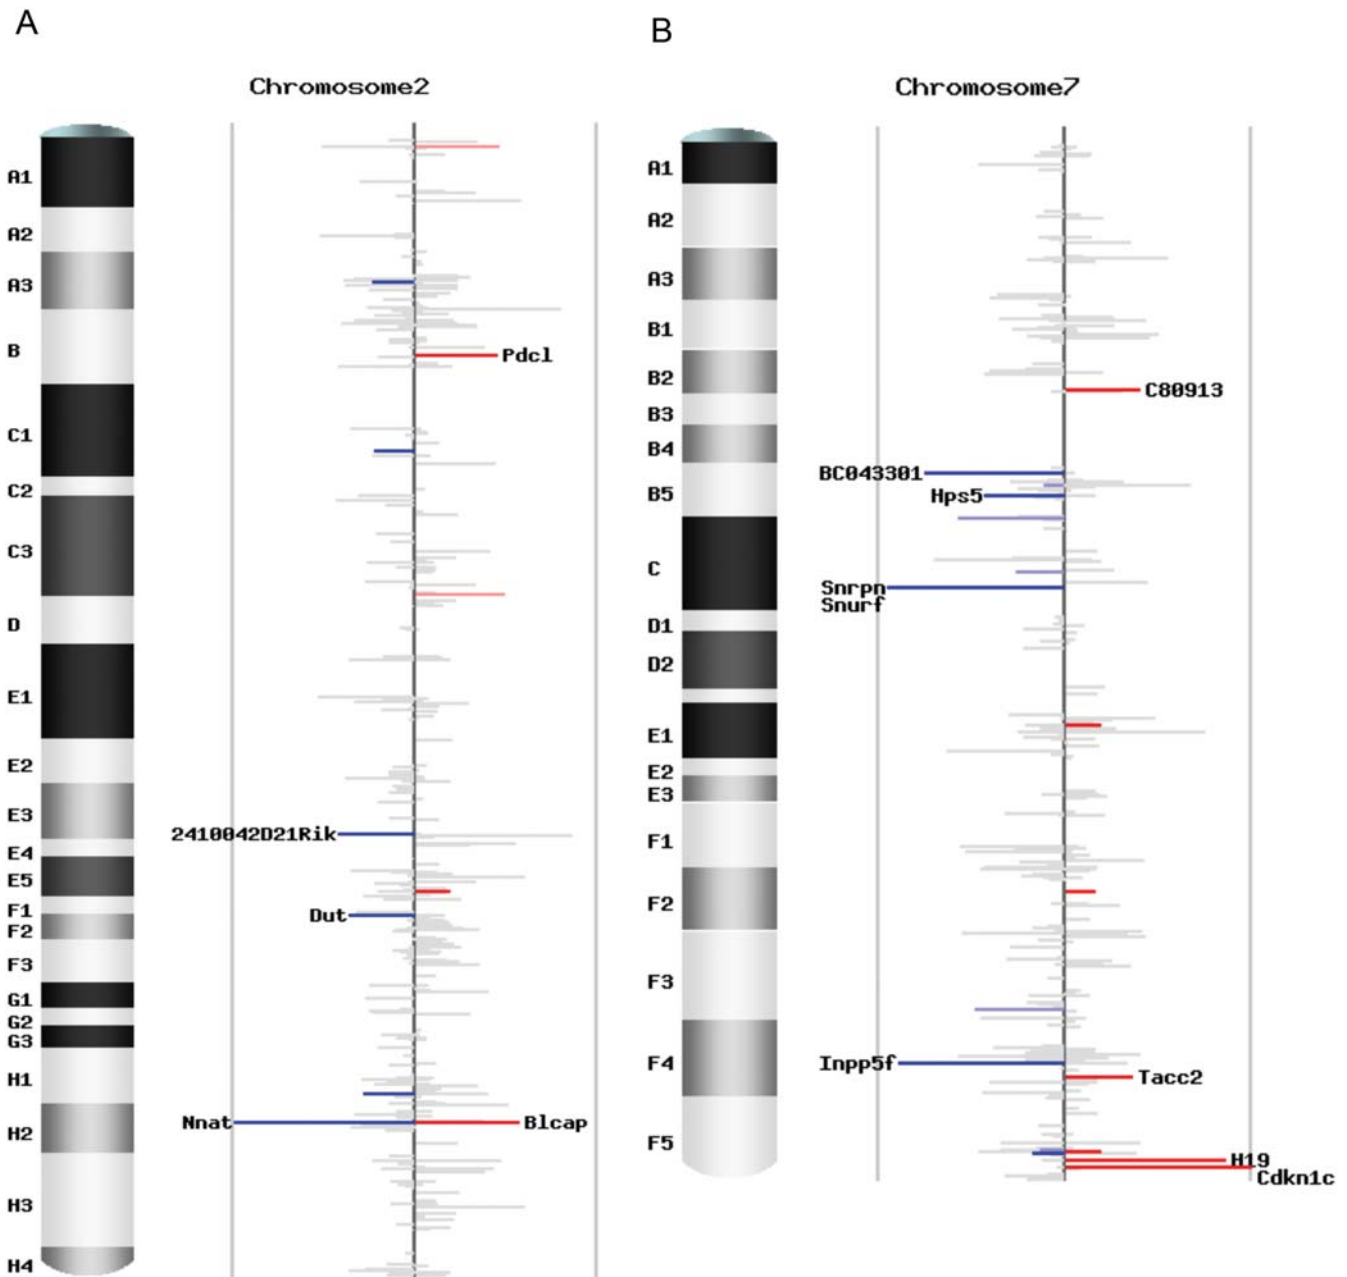 A
B
Chromosome2
Chromosome7
A1
A2
A3
B
C1
C2
C3
D
E1
E2
E3
E4
E5
F1
F2
F3
G1
G2
G3
H1
H2
H3
H4
Pdcl
2410042D21Rik
Dut
Nnat
Blcap
A1
A2
A3
B1
B2
B3
B4
B5
C
D1
D2
E1
E2
E3
F1
F2
F3
F4
F5
C80913
BC043301
Hps5
Snrpn
Snurf
Inpp5f
Tacc2
H19
Cdkn1c